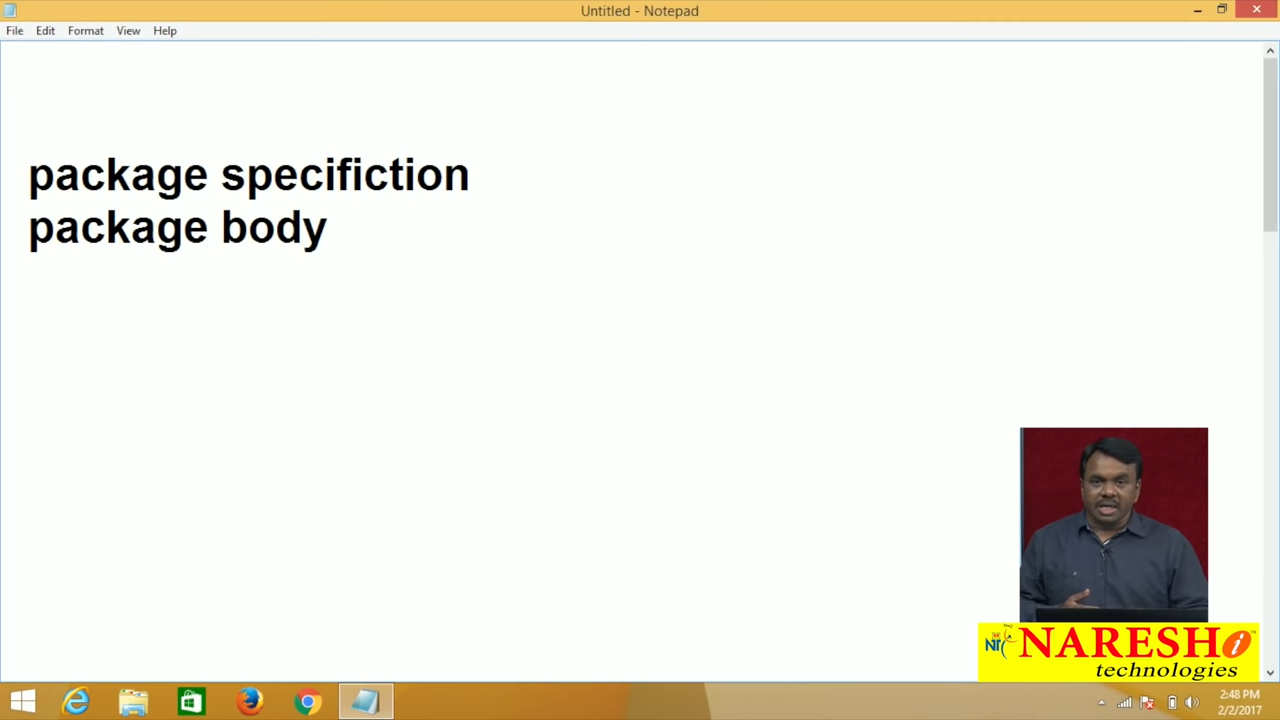 Untitled - Notepad
File Edit Format View Help
package specifiction
package body
NARESH i
technologies
2:48 PM
2/2/2017